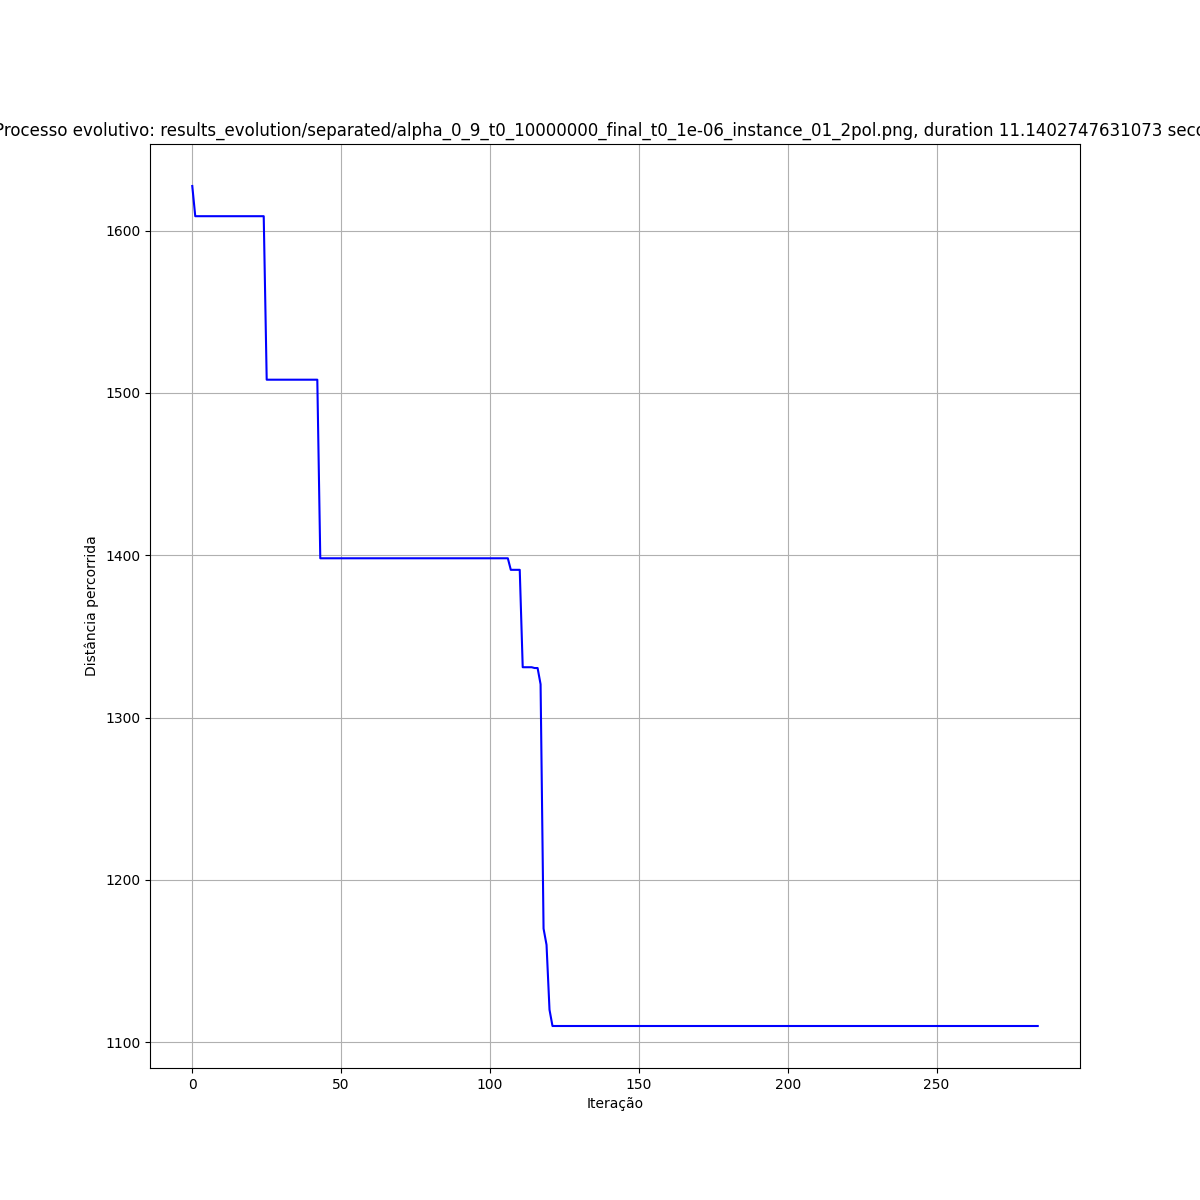 Processo evolutivo: results_evolution/separated/alpha_0_9_t0_10000000_final_t0_1e-06_instance_01_2pol.png, duration 11.1402747631073
1600
1500
1400
1300
1200
1100
Distância percorrida
0 50 100 150 200 250
Iteração